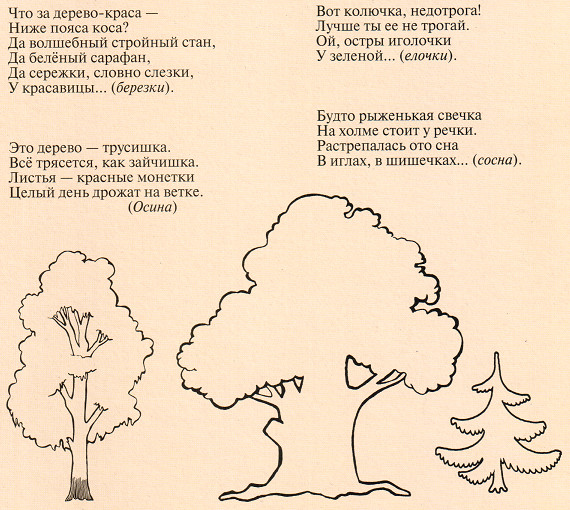 Что за дерево-краса —
Ниже пояса коса?
Да волшебный стройный стан,
Да белёный сарафан,
Да сережки, словно слезки,
У красавицы... (березки).
Это дерево — трусишка.
Всё трясется, как зайчишка.
Листья — красные монетки
Целый день дрожат на ветке.
(Осина)
Вот колючка, недотрога!
Лучше ты ее не трогай.
Ой, остры иголочки
У зеленой... (елочки).
Будто рыженькая свечка
На холме стоит у речки.
Растрепалась ото сна
В иглах, в шишечках... (сосна).